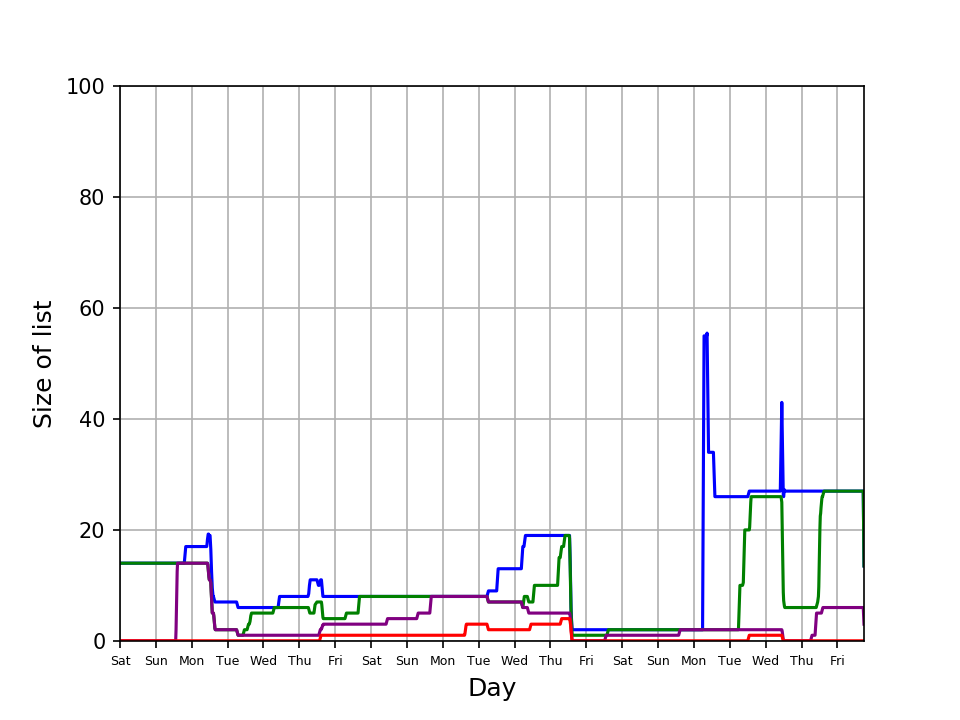 100
80
60
40
20
0
Size of list
Sat Sun Mon Tue Wed Thu Fri Sat Sun Mon Tue Wed Thu Fri Sat Sun Mon Tue Wed Thu Fri
Day